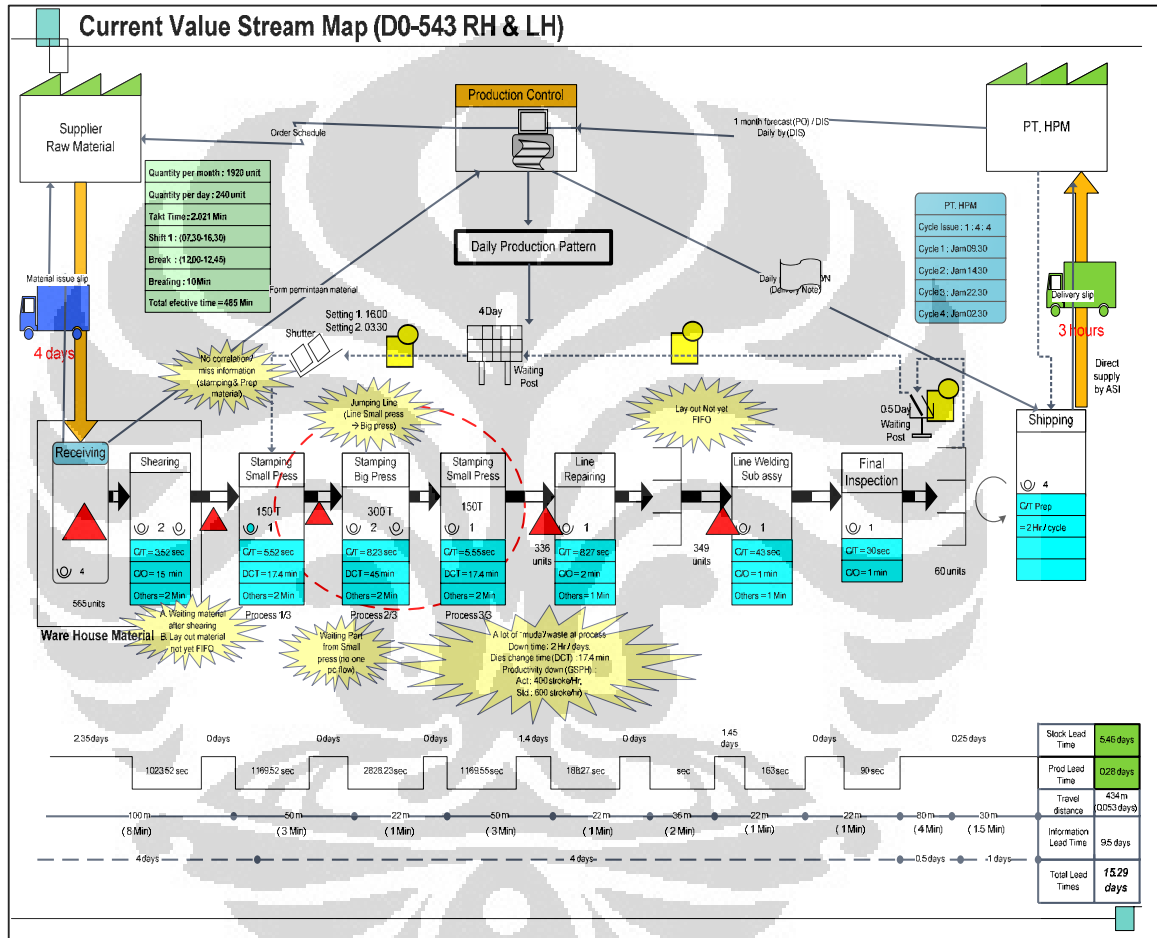 Current Value Stream Map (D0-543 RH & LH)
Supplier
Raw Material
Order Schedule
Production Control
1 month forecast (PO) / DIS
Daily by (DIS)
PT. HPM
Quantity per month : 1920 unit
Quantity per day : 240 unit
Takt Time : 2.021 Min
Shift 1 : (07.30-16.30)
Break : (12.00-12.45)
Breafing : 10Min
Total efective time = 485 Min
PT. HPM
Cycle Issue : 1 : 4 : 4
Cycle 1 : Jam09.30
Cycle 2 : Jam 14.30
Cycle 3 : Jam22.30
Cycle 4 : Jam 02.30
Daily Production Pattern
Material issue slip
4 days
Form permintaan material
Daily
(Delivery Note)
Delivery slip
3 hours
Direct
supply
by ASI
Setting 1. 16.00
Setting 2. 03.30
Shutter
4 Day
Waiting
Post
No correlation/
miss information
(stamping & Prep
material)
Jumping Line
(Line Small press
→ Big press)
Lay out Not yet
FIFO
0.5 Day
Waiting
Post
Receiving
4
565 units
Ware House Material
Shearing
2
C/T = 3.52 sec
C/O = 15 min
Others = 2 Min
Stamping
Small Press
150T
1
C/T = 5.52 sec
DCT = 17.4 min
Others = 2 Min
Process 1/3
Stamping
Big Press
300 T
2
C/T = 8.23 sec
DCT = 45 min
Others = 2 Min
Process 2/3
Stamping
Small Press
150T
1
C/T = 5.55 sec
DCT = 17.4 min
Others = 2 Min
Process 3/3
336
units
Line
Repairing
1
C/T = 8.27 sec
C/O = 2 min
Others = 1 Min
349
units
Line Welding
Sub assy
1
C/T = 43 sec
C/O = 1 min
Others = 1 Min
Final
Inspection
1
C/T = 30 sec
C/O = 1 min
60 units
Shipping
4
C/T Prep
= 2 Hr / cycle
A. Waiting material
after shearing
B. Lay out material
not yet FIFO
Waiting Part
from Small
press (no one
pc flow)
A lot of "muda"/waste at process
Down time : 2 Hr / days.
Dies change time (DCT) : 17.4 min
Productivity down (GSPH) :
Act : 400 stroke/Hr,
Std : 600 stroke/hr)
2.35 days
0 days
0 days
0 days
1.4 days
0 days
1.45
days
0 days
0.25 days
1023.52 sec
1169.52 sec
2828.23 sec
1169.55 sec
188.27 sec
sec
163 sec
90 sec
100 m
50 m
22 m
50 m
22 m
36 m
22 m
22 m
80 m
30 m
( 8 Min)
( 3 Min)
( 1 Min)
( 3 Min)
( 1 Min)
( 2 Min)
( 1 Min)
( 1 Min)
( 4 Min)
( 1.5 Min)
4 days
4 days
0.5 days
1 days
Stock Lead
Time
5.46 days
Prod Lead
Time
0.28 days
Travel
distance
434 m
(0.053 days)
Information
Lead Time
9.5 days
Total Lead
Times
15.29
days